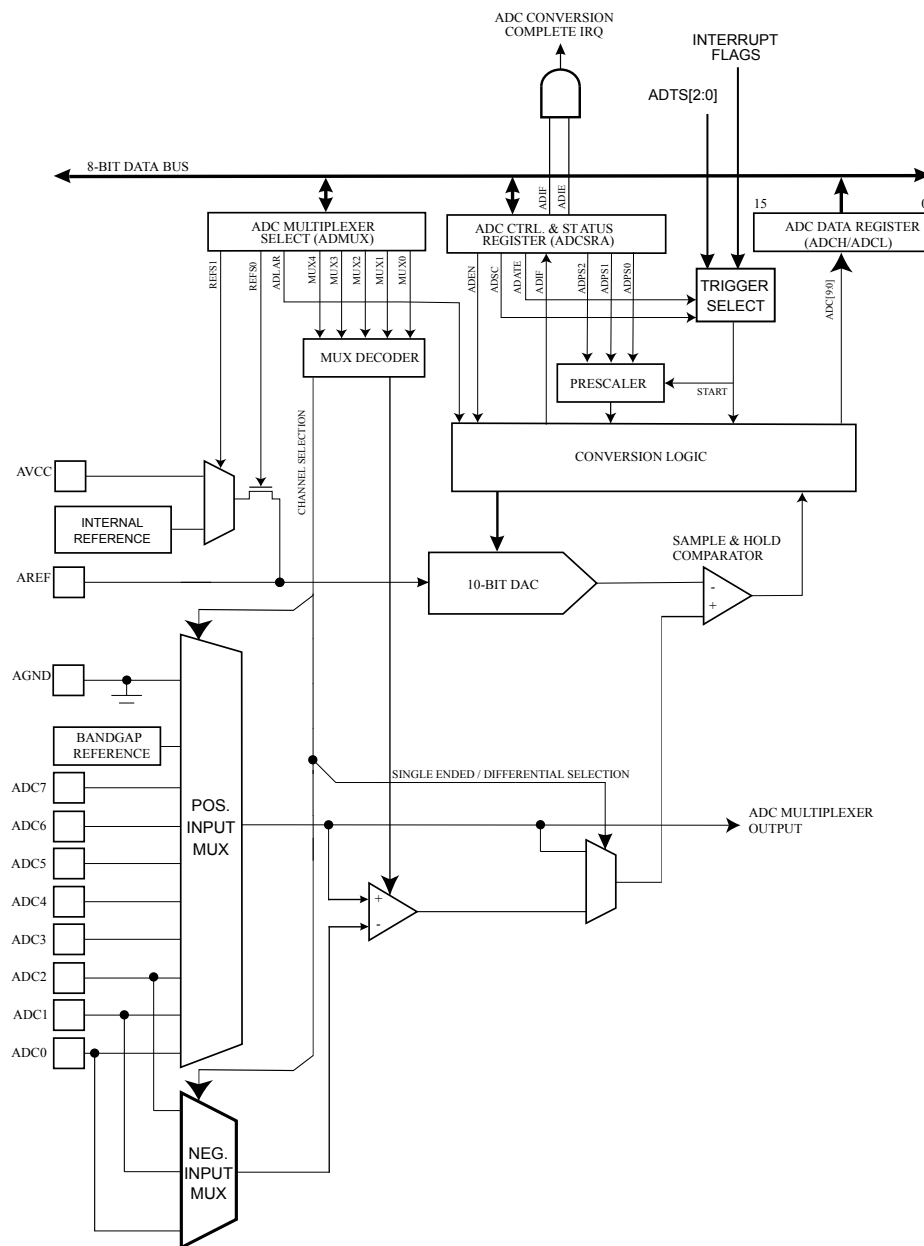 ADC CONVERSION
COMPLETE IRQ
INTERRUPT
FLAGS
ADTS[2:0]
8-BIT DATA BUS
ADIF
ADIE
15
0
ADC MULTIPLEXER
SELECT (ADMUX)
ADC CTRL. & STATUS
REGISTER (ADCSRA)
ADC DATA REGISTER
(ADCH/ADCL)
REFS1
REFS0
ADLAR
MUX4
MUX3
MUX2
MUX1
MUX0
ADEN
ADSC
ADATE
ADIF
ADPS2
ADPS1
ADPS0
TRIGGER
SELECT
ADC[9:0]
MUX DECODER
PRESCALER
START
CHANNEL SELECTION
CONVERSION LOGIC
AVCC
INTERNAL
REFERENCE
SAMPLE & HOLD
COMPARATOR
AREF
10-BIT DAC
-
+
AGND
BANDGAP
REFERENCE
SINGLE ENDED / DIFFERENTIAL SELECTION
ADC7
ADC6
ADC5
ADC4
ADC3
ADC2
ADC1
ADC0
POS.
INPUT
MUX
ADC MULTIPLEXER
OUTPUT
+
-
NEG.
INPUT
MUX